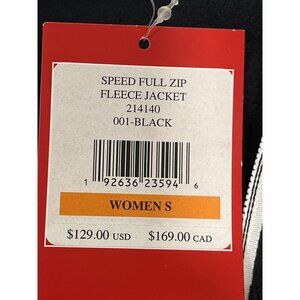 SPEED FULL ZIP
FLEECE JACKET
214140
001-BLACK
1 92636 23594 6
WOMEN S
$129.00 USD $169.00 CAD